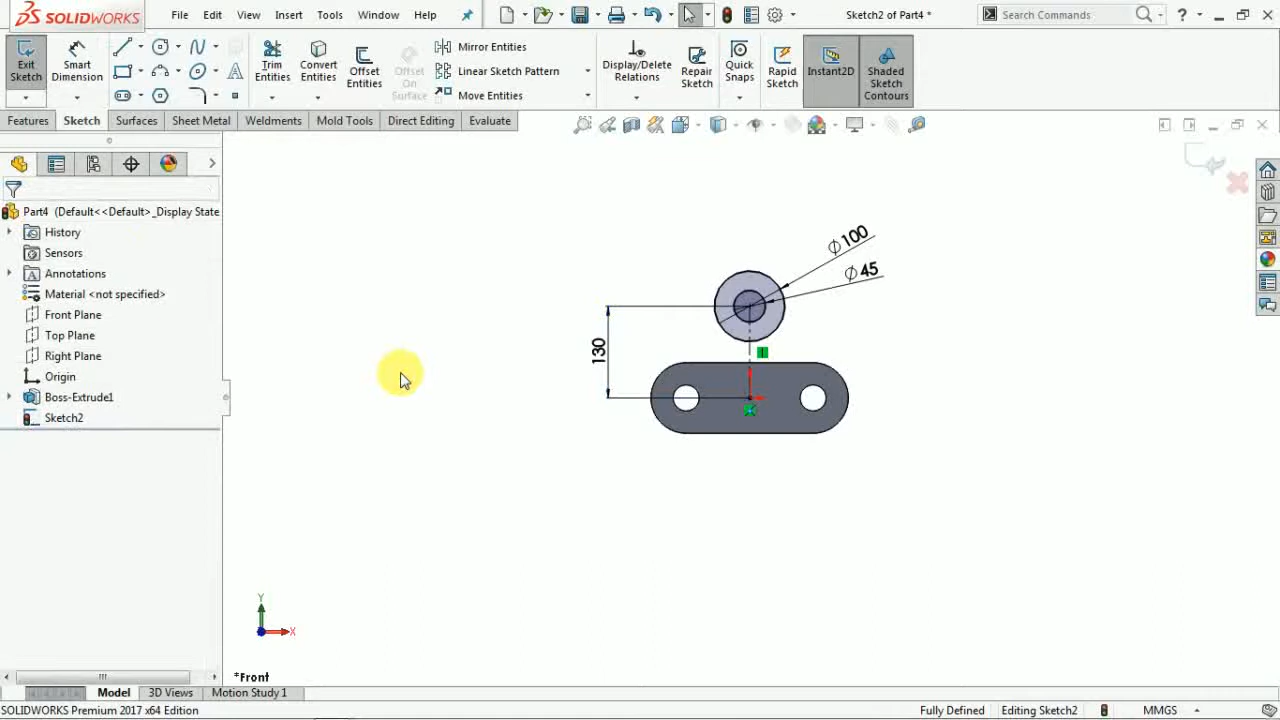 SOLIDWORKS File Edit View Insert Tools Window Help Sketch2 of Part4 * Search Commands ?
Exit Sketch
Smart Dimension
Trim Entities
Convert Entities
Offset Entities
Offset On Surface
Mirror Entities
Linear Sketch Pattern
Move Entities
Display/Delete Relations
Repair Sketch
Quick Snaps
Rapid Sketch
Instant2D
Shaded Sketch Contours
Features Sketch Surfaces Sheet Metal Weldments Mold Tools Direct Editing Evaluate
Part4 (Default<<Default>_Display State
History
Sensors
Annotations
Material <not specified>
Front Plane
Top Plane
Right Plane
Origin
Boss-Extrude1
Sketch2
∅100
∅45
130
Y
X
*Front
Model 3D Views Motion Study 1
SOLIDWORKS Premium 2017 x64 Edition Fully Defined Editing Sketch2 MMGS